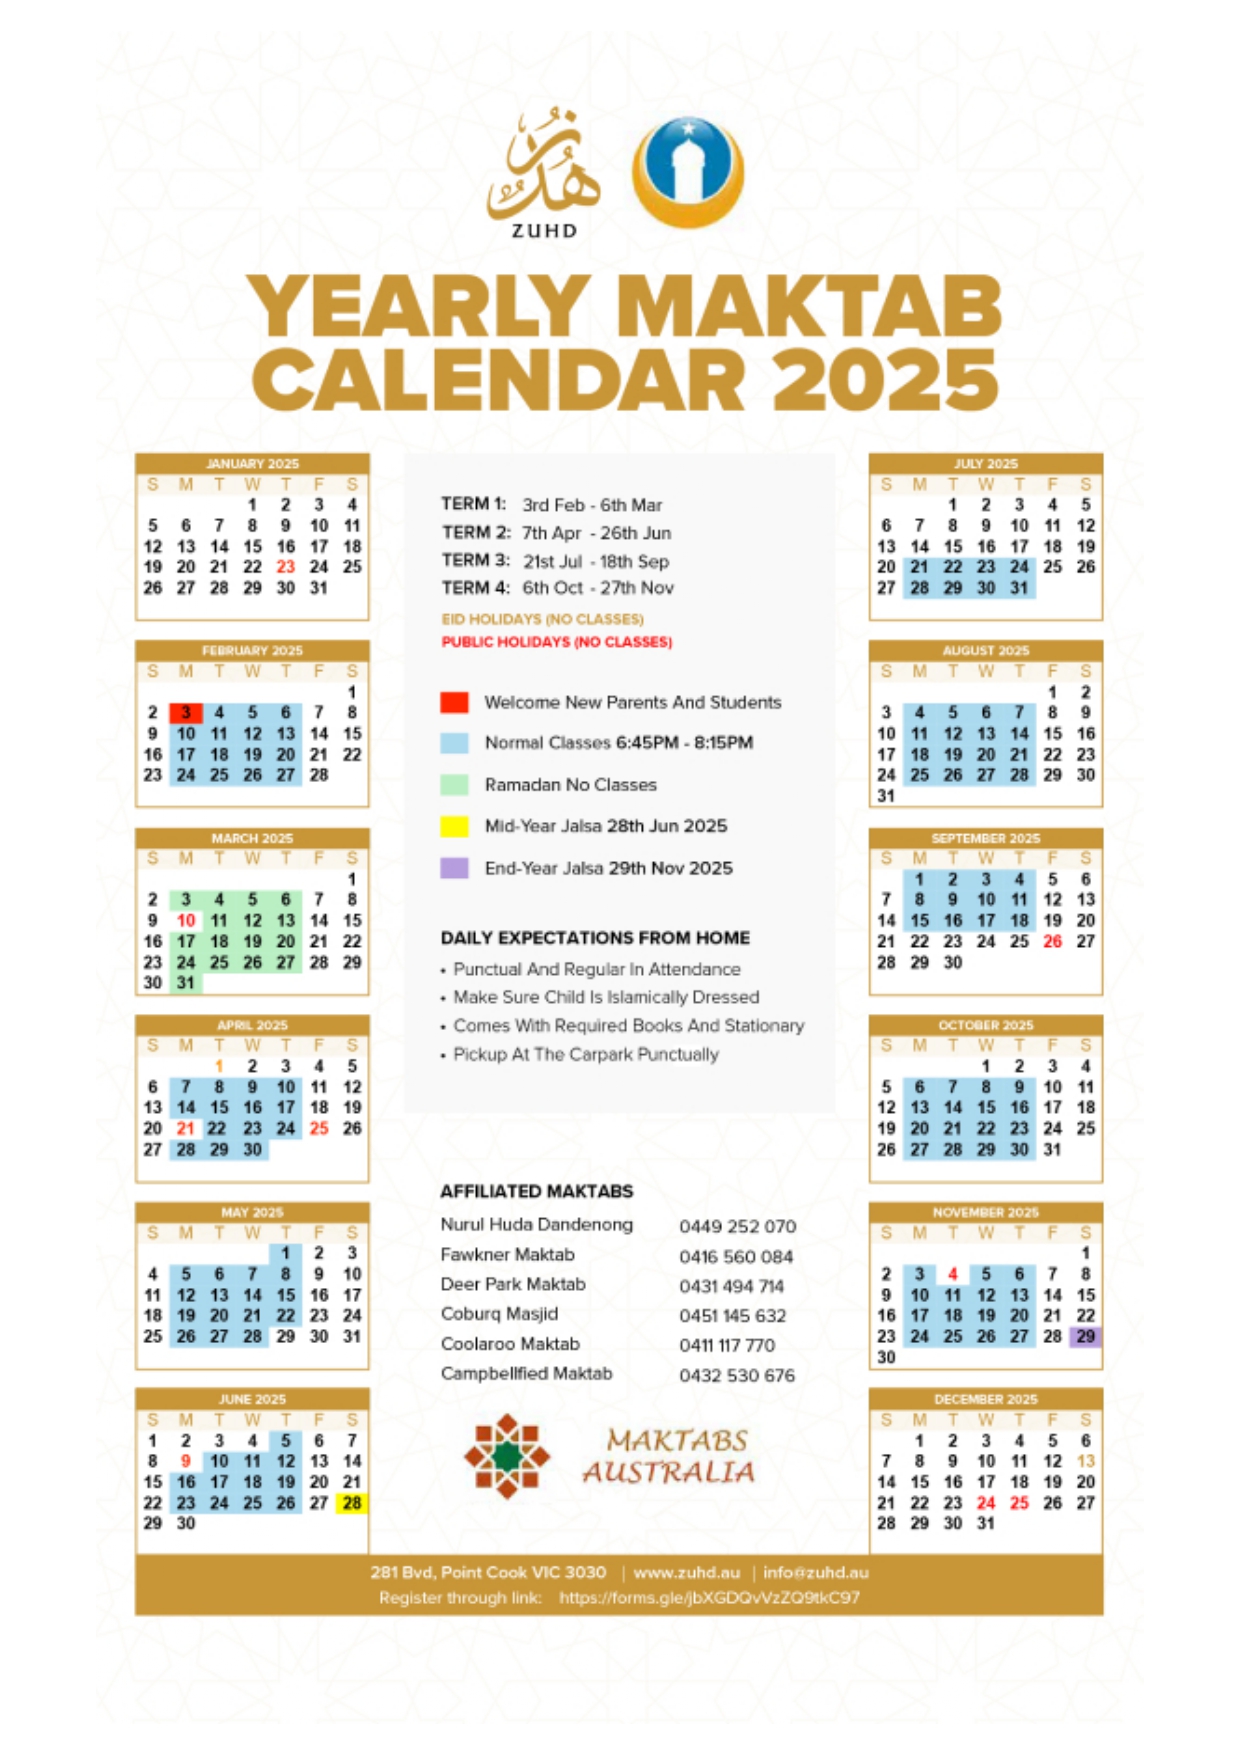 زهد
ZUHD
YEARLY MAKTAB
CALENDAR 2025
JANUARY 2025
S M T W T F S
1 2 3 4
5 6 7 8 9 10 11
12 13 14 15 16 17 18
19 20 21 22 23 24 25
26 27 28 29 30 31
FEBRUARY 2025
S M T W T F S
1
2 3 4 5 6 7 8
9 10 11 12 13 14 15
16 17 18 19 20 21 22
23 24 25 26 27 28
MARCH 2025
S M T W T F S
1
2 3 4 5 6 7 8
9 10 11 12 13 14 15
16 17 18 19 20 21 22
23 24 25 26 27 28 29
30 31
APRIL 2025
S M T W T F S
1 2 3 4 5
6 7 8 9 10 11 12
13 14 15 16 17 18 19
20 21 22 23 24 25 26
27 28 29 30
MAY 2025
S M T W T F S
1 2 3
4 5 6 7 8 9 10
11 12 13 14 15 16 17
18 19 20 21 22 23 24
25 26 27 28 29 30 31
JUNE 2025
S M T W T F S
1 2 3 4 5 6 7
8 9 10 11 12 13 14
15 16 17 18 19 20 21
22 23 24 25 26 27 28
29 30
TERM 1: 3rd Feb - 6th Mar
TERM 2: 7th Apr - 26th Jun
TERM 3: 21st Jul - 18th Sep
TERM 4: 6th Oct - 27th Nov
EID HOLIDAYS (NO CLASSES)
PUBLIC HOLIDAYS (NO CLASSES)
Welcome New Parents And Students
Normal Classes 6:45PM - 8:15PM
Ramadan No Classes
Mid-Year Jalsa 28th Jun 2025
End-Year Jalsa 29th Nov 2025
DAILY EXPECTATIONS FROM HOME
• Punctual And Regular In Attendance
• Make Sure Child Is Islamically Dressed
• Comes With Required Books And Stationary
• Pickup At The Carpark Punctually
AFFILIATED MAKTABS
Nurul Huda Dandenong 0449 252 070
Fawkner Maktab 0416 560 084
Deer Park Maktab 0431 494 714
Coburq Masjid 0451 145 632
Coolaroo Maktab 0411 117 770
Campbellfied Maktab 0432 530 676
MAKTABS
AUSTRALIA
JULY 2025
S M T W T F S
1 2 3 4 5
6 7 8 9 10 11 12
13 14 15 16 17 18 19
20 21 22 23 24 25 26
27 28 29 30 31
AUGUST 2025
S M T W T F S
1 2
3 4 5 6 7 8 9
10 11 12 13 14 15 16
17 18 19 20 21 22 23
24 25 26 27 28 29 30
31
SEPTEMBER 2025
S M T W T F S
1 2 3 4 5 6
7 8 9 10 11 12 13
14 15 16 17 18 19 20
21 22 23 24 25 26 27
28 29 30
OCTOBER 2025
S M T W T F S
1 2 3 4
5 6 7 8 9 10 11
12 13 14 15 16 17 18
19 20 21 22 23 24 25
26 27 28 29 30 31
NOVEMBER 2025
S M T W T F S
1
2 3 4 5 6 7 8
9 10 11 12 13 14 15
16 17 18 19 20 21 22
23 24 25 26 27 28 29
30
DECEMBER 2025
S M T W T F S
1 2 3 4 5 6
7 8 9 10 11 12 13
14 15 16 17 18 19 20
21 22 23 24 25 26 27
28 29 30 31
281 Bvd, Point Cook VIC 3030 | www.zuhd.au | info@zuhd.au
Register through link: https://forms.gle/jbXGDQvVzZQ9tkC97